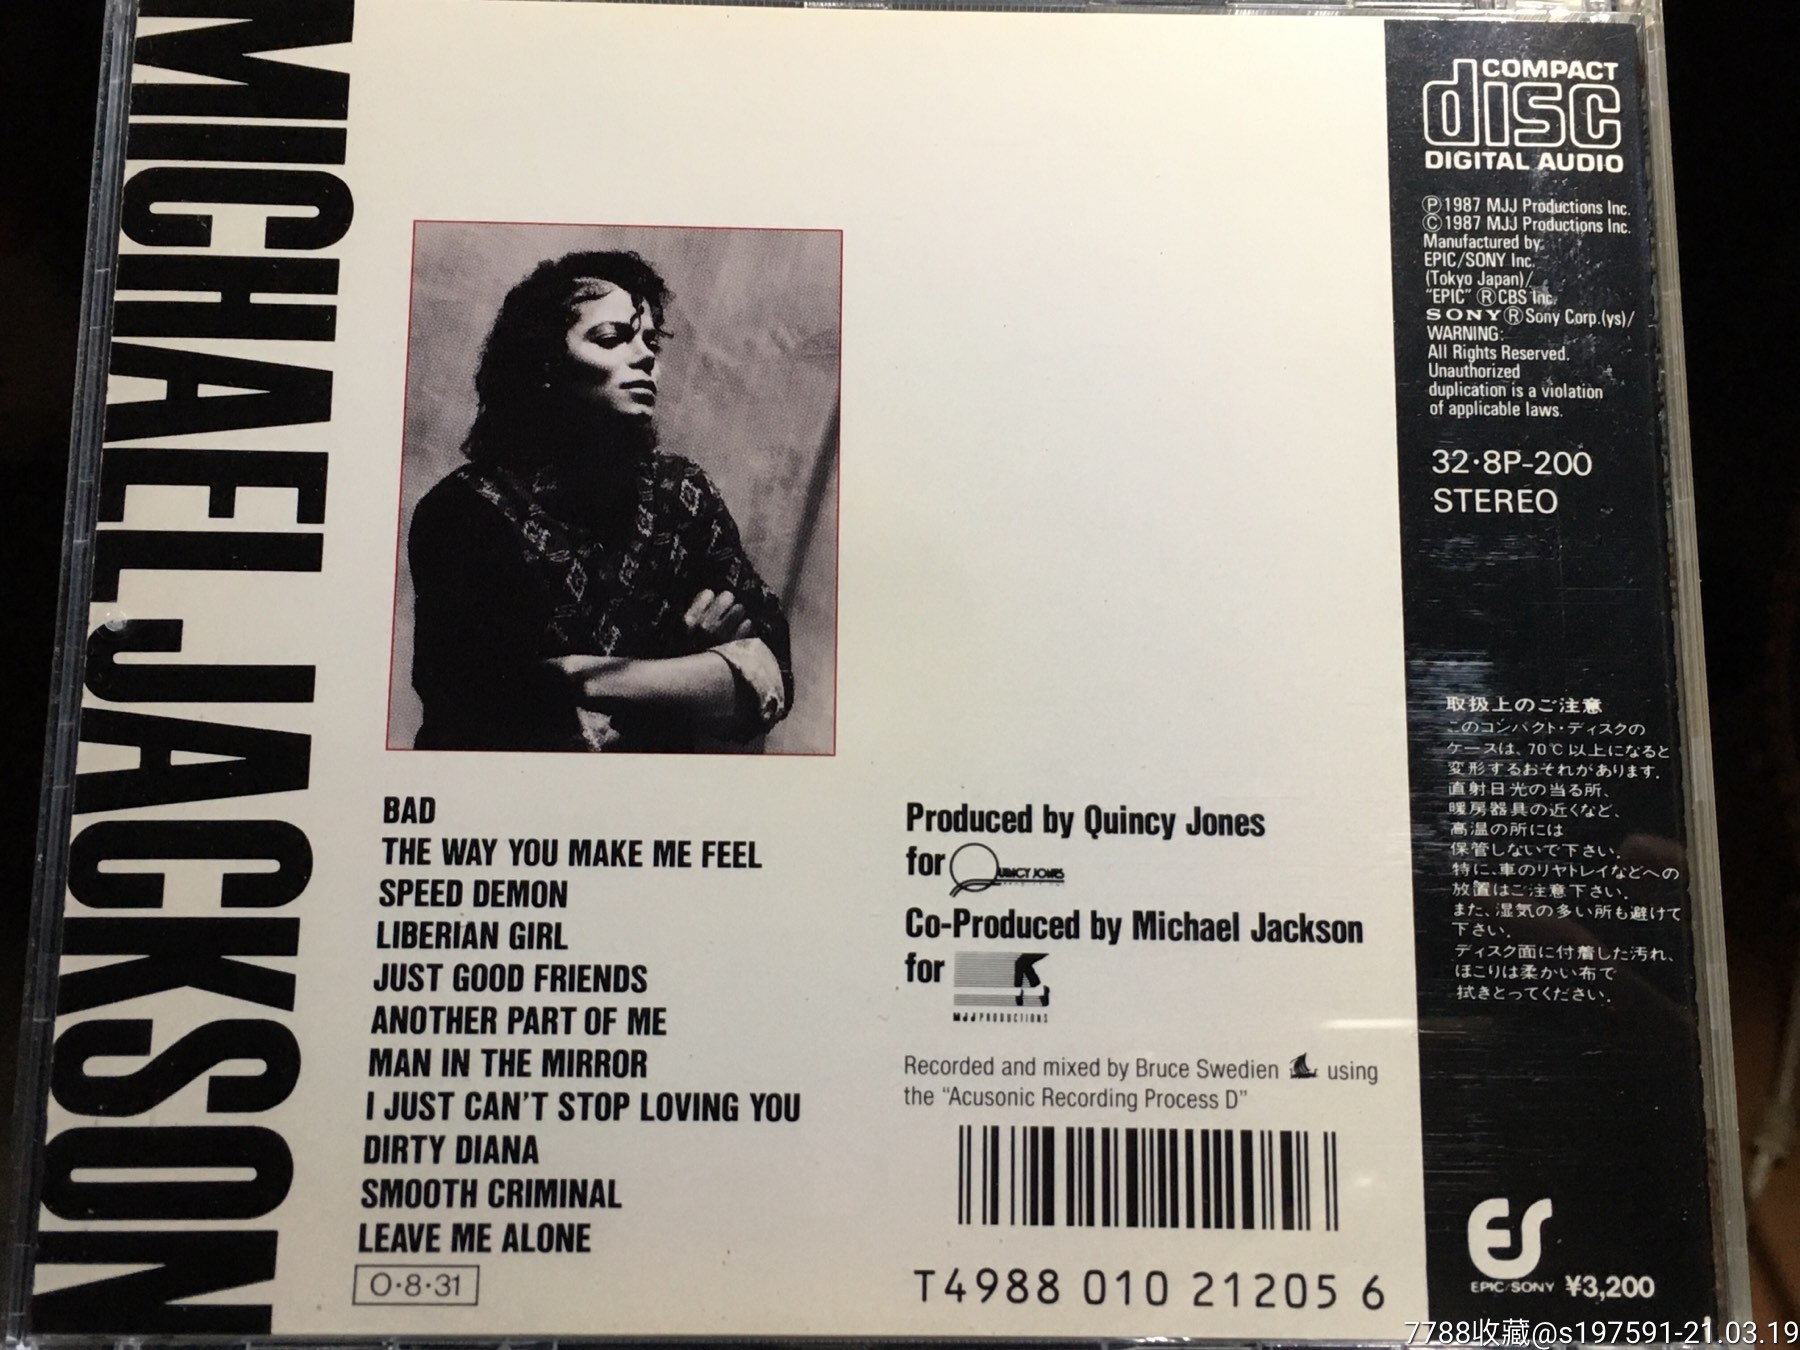 MICHAEL JACKSON
BAD
THE WAY YOU MAKE ME FEEL
SPEED DEMON
LIBERIAN GIRL
JUST GOOD FRIENDS
ANOTHER PART OF ME
MAN IN THE MIRROR
I JUST CAN'T STOP LOVING YOU
DIRTY DIANA
SMOOTH CRIMINAL
LEAVE ME ALONE
O·8·31
Produced by Quincy Jones
for QUINCY JONES
Co-Produced by Michael Jackson
for
MJJ PRODUCTIONS
Recorded and mixed by Bruce Swedien using
the "Acusonic Recording Process D"
T4988 010 21205 6
COMPACT
disc
DIGITAL AUDIO
Ⓟ1987 MJJ Productions Inc.
Ⓒ1987 MJJ Productions Inc.
Manufactured by
EPIC/SONY Inc.
(Tokyo Japan)/
"EPIC" ⓇCBS Inc.
SONYⓇSony Corp.(ys)/
WARNING:
All Rights Reserved.
Unauthorized
duplication is a violation
of applicable laws.
32·8P-200
STEREO
取扱上のご注意
このコンパクト・ディスクの
ケースは、70℃以上になると
変形するおそれがあります。
直射日光の当る所、
暖房器具の近くなど、
高温の所には
保管しないで下さい。
特に、車のリヤトレイなどへの
放置はご注意下さい。
また、湿気の多い所も避けて
下さい。
ディスク面に付着した汚れ、
ほこりは柔かい布で
拭きとってください。
ES
EPIC/SONY ¥3,200
7788收藏@s197591-21.03.19